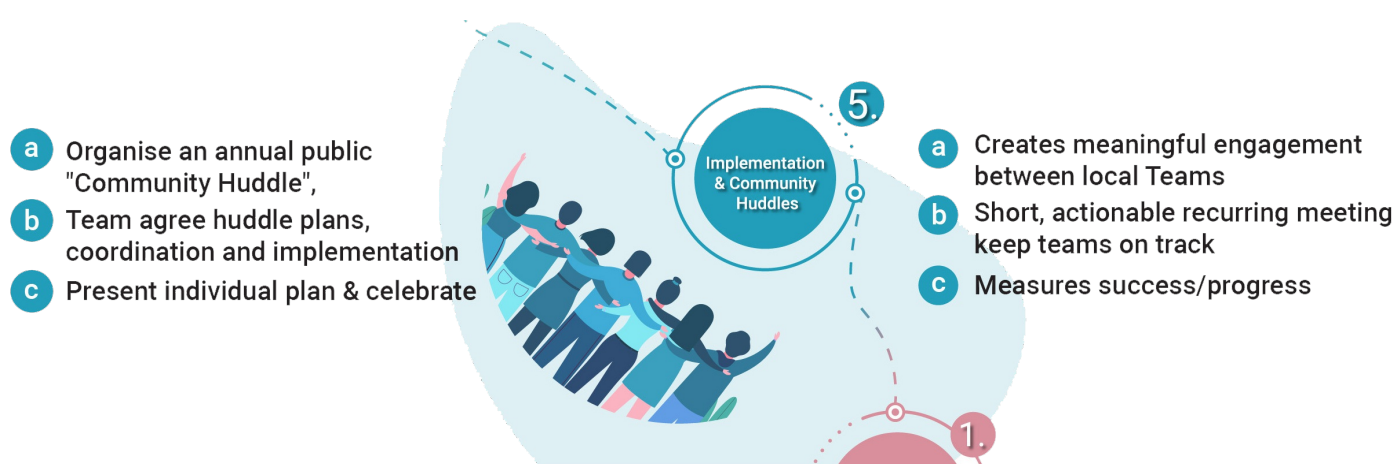 a Organise an annual public
"Community Huddle",
b Team agree huddle plans,
coordination and implementation
c Present individual plan & celebrate
5.
Implementation
& Community
Huddles
a Creates meaningful engagement
between local Teams
b Short, actionable recurring meeting
keep teams on track
c Measures success/progress
1.